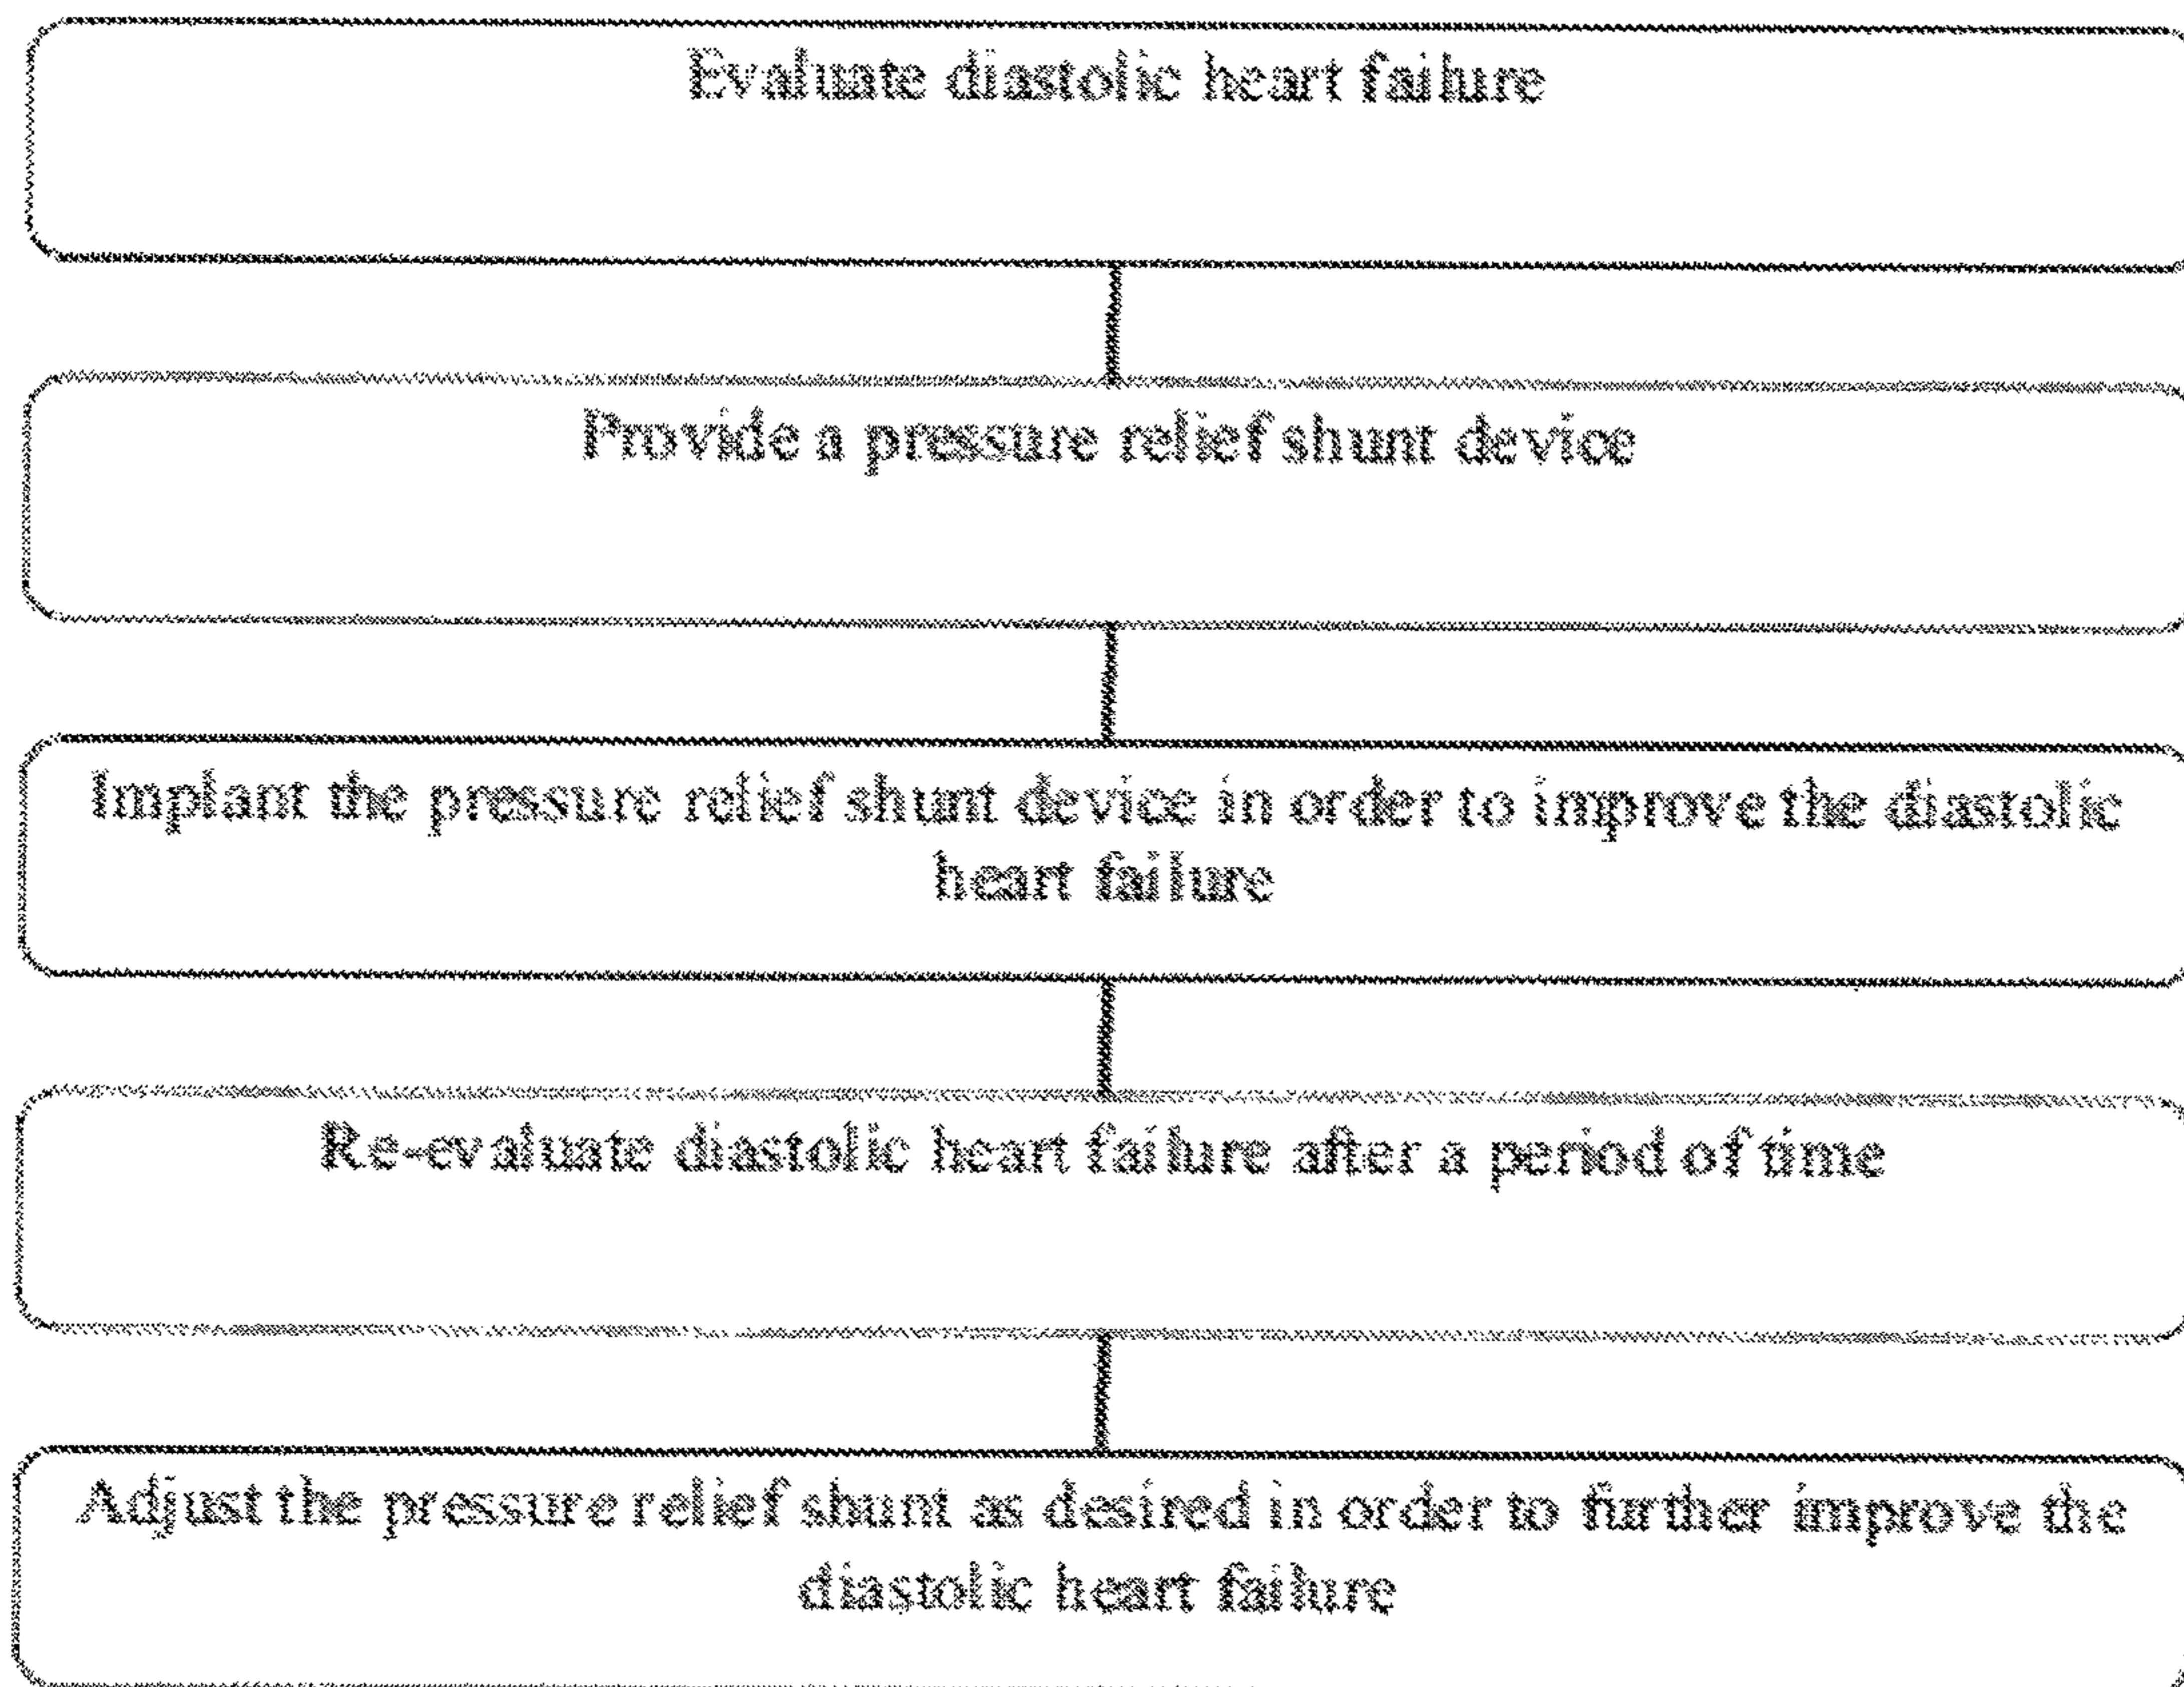 Evaluate diastolic heart failure
Provide a pressure relief shunt device
Implant the pressure relief shunt device in order to improve the diastolic
heart failure
Re-evaluate diastolic heart failure after a period of time
Adjust the pressure relief shunt as desired in order to further improve the
diastolic heart failure